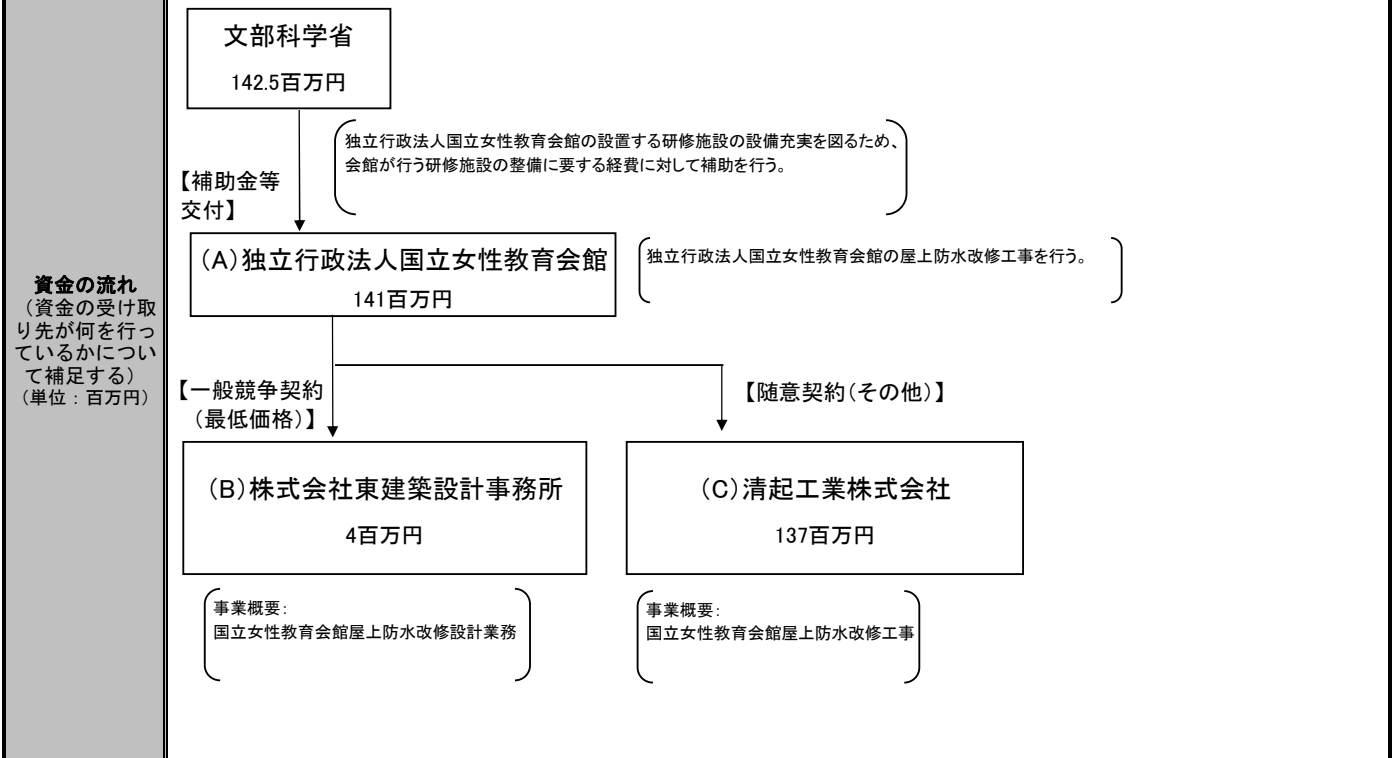 文部科学省
142.5百万円
独立行政法人国立女性教育会館の設置する研修施設の設備充実を図るため、
会館が行う研修施設の整備に要する経費に対して補助を行う。
【補助金等
交付】
(A)独立行政法人国立女性教育会館
141百万円
独立行政法人国立女性教育会館の屋上防水改修工事を行う。
資金の流れ
（資金の受け取
り先が何を行っ
ているかについ
て補足する）
（単位：百万円）
【一般競争契約
（最低価格）】
【随意契約(その他)】
(B)株式会社東建築設計事務所
4百万円
(C)清起工業株式会社
137百万円
事業概要:
国立女性教育会館屋上防水改修設計業務
事業概要:
国立女性教育会館屋上防水改修工事